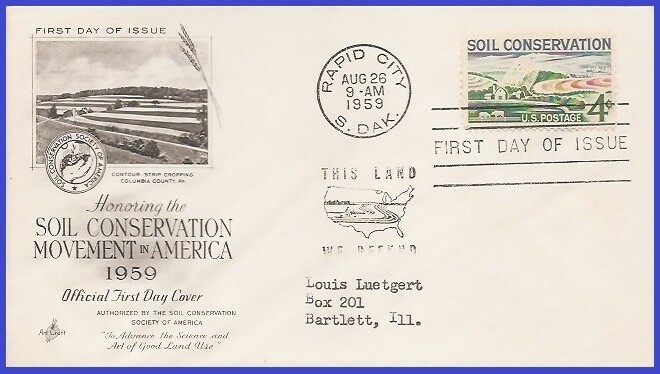 FIRST DAY OF ISSUE
SOIL CONSERVATION SOCIETY OF AMERICA
CONTOUR STRIP CROPPING
COLUMBIA COUNTY, PA.
Honoring the
SOIL CONSERVATION
MOVEMENT IN AMERICA
1959
Official First Day Cover
AUTHORIZED BY THE SOIL CONSERVATION
SOCIETY OF AMERICA
"To Advance the Science and
Art of Good Land Use"
Art Craft
RAPID CITY
AUG 26
9-AM
1959
S. DAK.
SOIL CONSERVATION
4¢
U.S. POSTAGE
FIRST DAY OF ISSUE
THIS LAND
WE DEFEND
Louis Luetgert
Box 201
Bartlett, Ill.